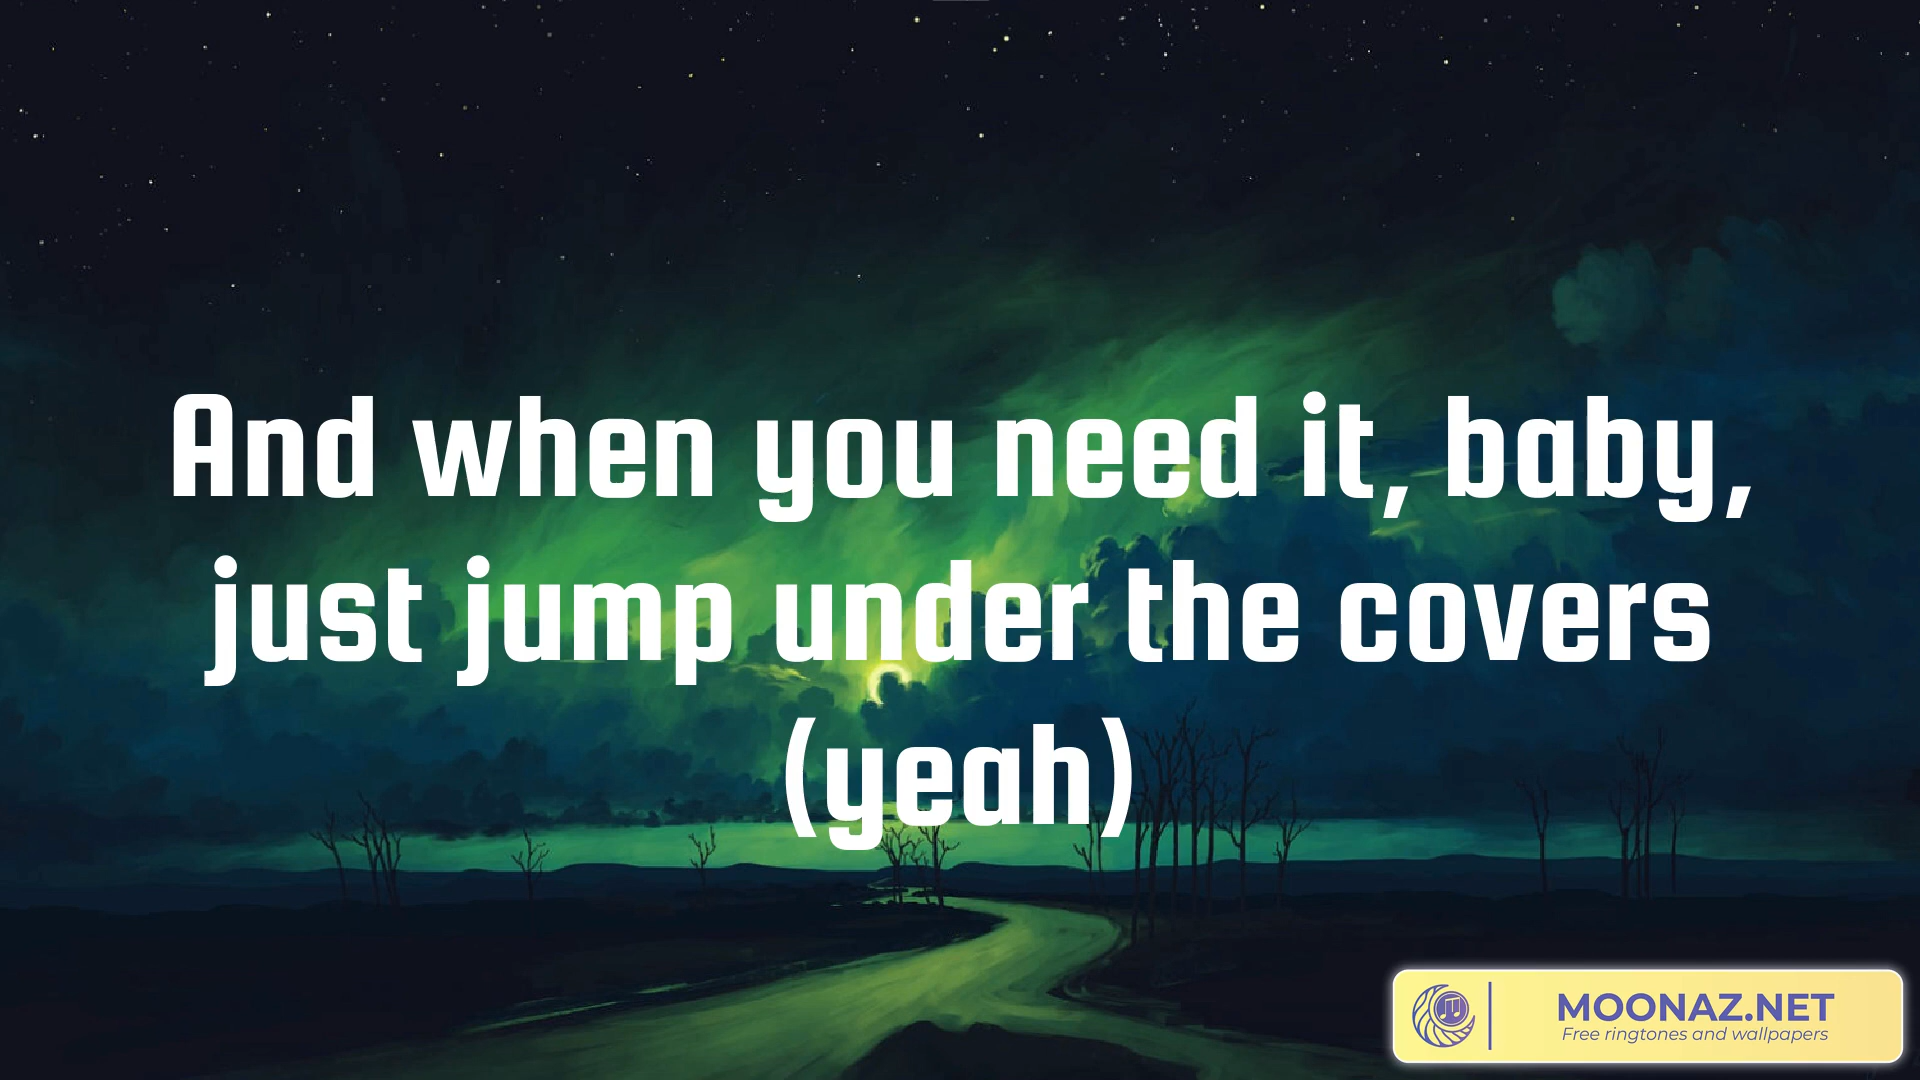 And when you need it, baby,
just jump under the covers
(yeah)
MOONAZ.NET
Free ringtones and wallpapers